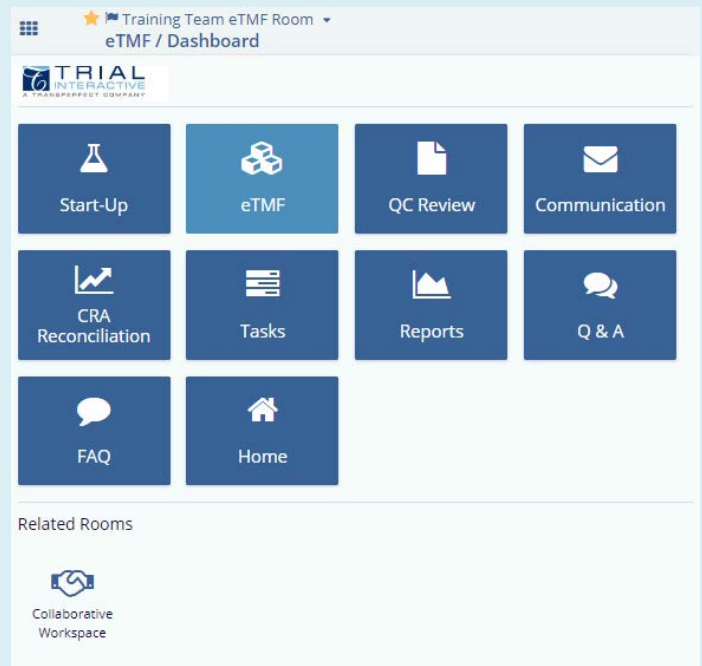 Training Team eTMF Room
eTMF / Dashboard
TRIAL
INTERACTIVE
A TRANSPERFECT COMPANY
Start-Up
eTMF
QC Review
Communication
CRA
Reconciliation
Tasks
Reports
Q & A
FAQ
Home
Related Rooms
Collaborative
Workspace